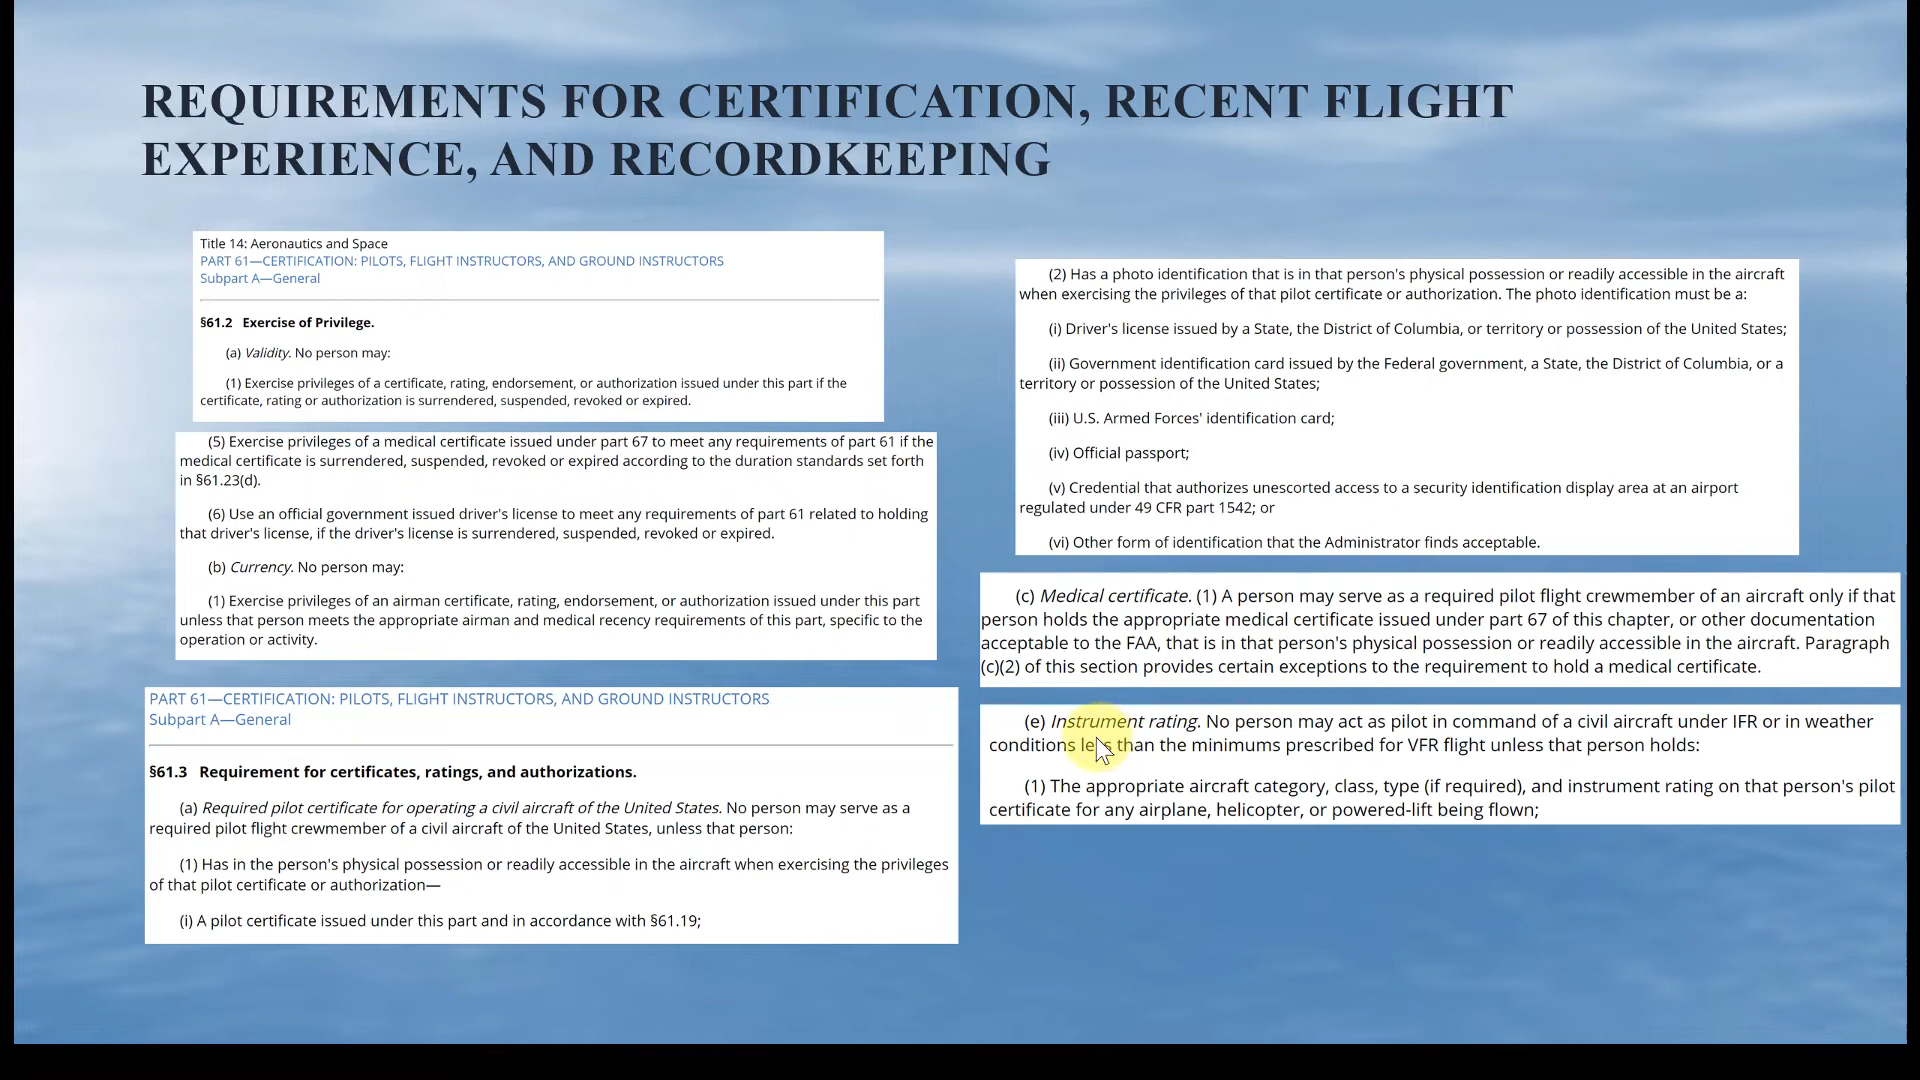 REQUIREMENTS FOR CERTIFICATION, RECENT FLIGHT
EXPERIENCE, AND RECORDKEEPING
Title 14: Aeronautics and Space
PART 61—CERTIFICATION: PILOTS, FLIGHT INSTRUCTORS, AND GROUND INSTRUCTORS
Subpart A—General
§61.2 Exercise of Privilege.
(a) Validity. No person may:
(1) Exercise privileges of a certificate, rating, endorsement, or authorization issued under this part if the
certificate, rating or authorization is surrendered, suspended, revoked or expired.
(5) Exercise privileges of a medical certificate issued under part 67 to meet any requirements of part 61 if the
medical certificate is surrendered, suspended, revoked or expired according to the duration standards set forth
in §61.23(d).
(6) Use an official government issued driver's license to meet any requirements of part 61 related to holding
that driver's license, if the driver's license is surrendered, suspended, revoked or expired.
(b) Currency. No person may:
(1) Exercise privileges of an airman certificate, rating, endorsement, or authorization issued under this part
unless that person meets the appropriate airman and medical recency requirements of this part, specific to the
operation or activity.
PART 61—CERTIFICATION: PILOTS, FLIGHT INSTRUCTORS, AND GROUND INSTRUCTORS
Subpart A—General
§61.3 Requirement for certificates, ratings, and authorizations.
(a) Required pilot certificate for operating a civil aircraft of the United States. No person may serve as a
required pilot flight crewmember of a civil aircraft of the United States, unless that person:
(1) Has in the person's physical possession or readily accessible in the aircraft when exercising the privileges
of that pilot certificate or authorization—
(i) A pilot certificate issued under this part and in accordance with §61.19;
(2) Has a photo identification that is in that person's physical possession or readily accessible in the aircraft
when exercising the privileges of that pilot certificate or authorization. The photo identification must be a:
(i) Driver's license issued by a State, the District of Columbia, or territory or possession of the United States;
(ii) Government identification card issued by the Federal government, a State, the District of Columbia, or a
territory or possession of the United States;
(iii) U.S. Armed Forces' identification card;
(iv) Official passport;
(v) Credential that authorizes unescorted access to a security identification display area at an airport
regulated under 49 CFR part 1542; or
(vi) Other form of identification that the Administrator finds acceptable.
(c) Medical certificate. (1) A person may serve as a required pilot flight crewmember of an aircraft only if that
person holds the appropriate medical certificate issued under part 67 of this chapter, or other documentation
acceptable to the FAA, that is in that person's physical possession or readily accessible in the aircraft. Paragraph
(c)(2) of this section provides certain exceptions to the requirement to hold a medical certificate.
(e) Instrument rating. No person may act as pilot in command of a civil aircraft under IFR or in weather
conditions less than the minimums prescribed for VFR flight unless that person holds:
(1) The appropriate aircraft category, class, type (if required), and instrument rating on that person's pilot
certificate for any airplane, helicopter, or powered-lift being flown;